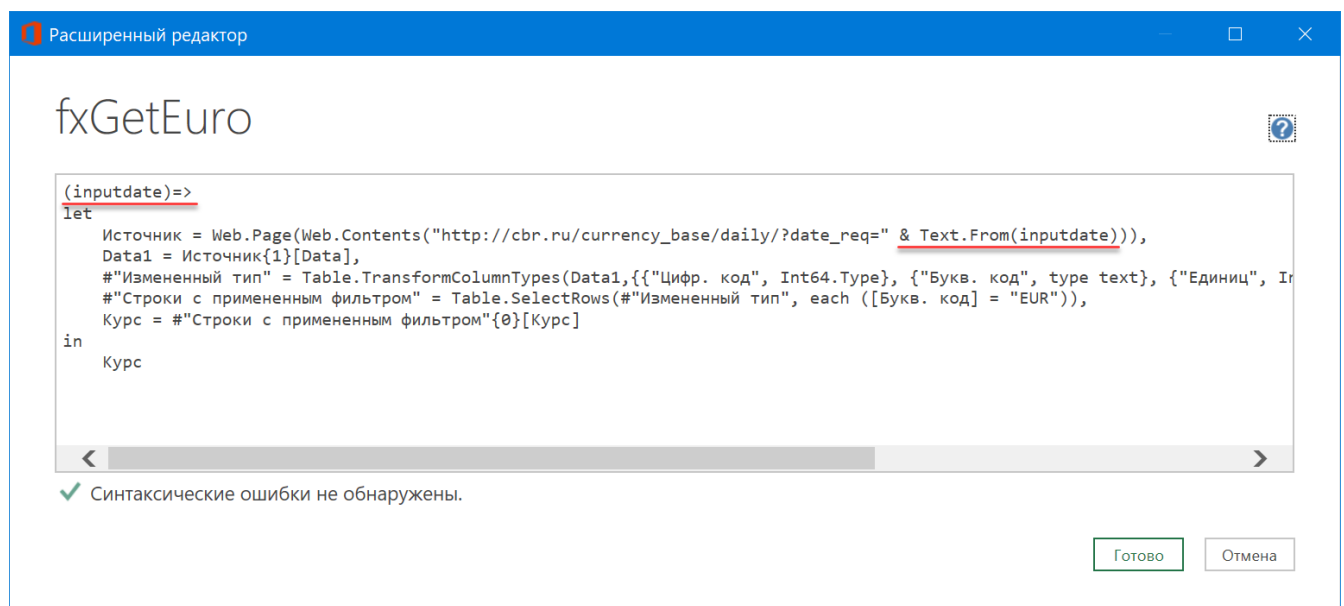 Расширенный редактор
fxGetEuro
(inputdate)=>
let
    Источник = Web.Page(Web.Contents("http://cbr.ru/currency_base/daily/?date_req=" & Text.From(inputdate))),
    Data1 = Источник{1}[Data],
    #"Измененный тип" = Table.TransformColumnTypes(Data1,{{"Цифр. код", Int64.Type}, {"Букв. код", type text}, {"Единиц", In
    #"Строки с примененным фильтром" = Table.SelectRows(#"Измененный тип", each ([Букв. код] = "EUR")),
    Курс = #"Строки с примененным фильтром"{0}[Курс]
in
    Курс
Синтаксические ошибки не обнаружены.
Готово
Отмена